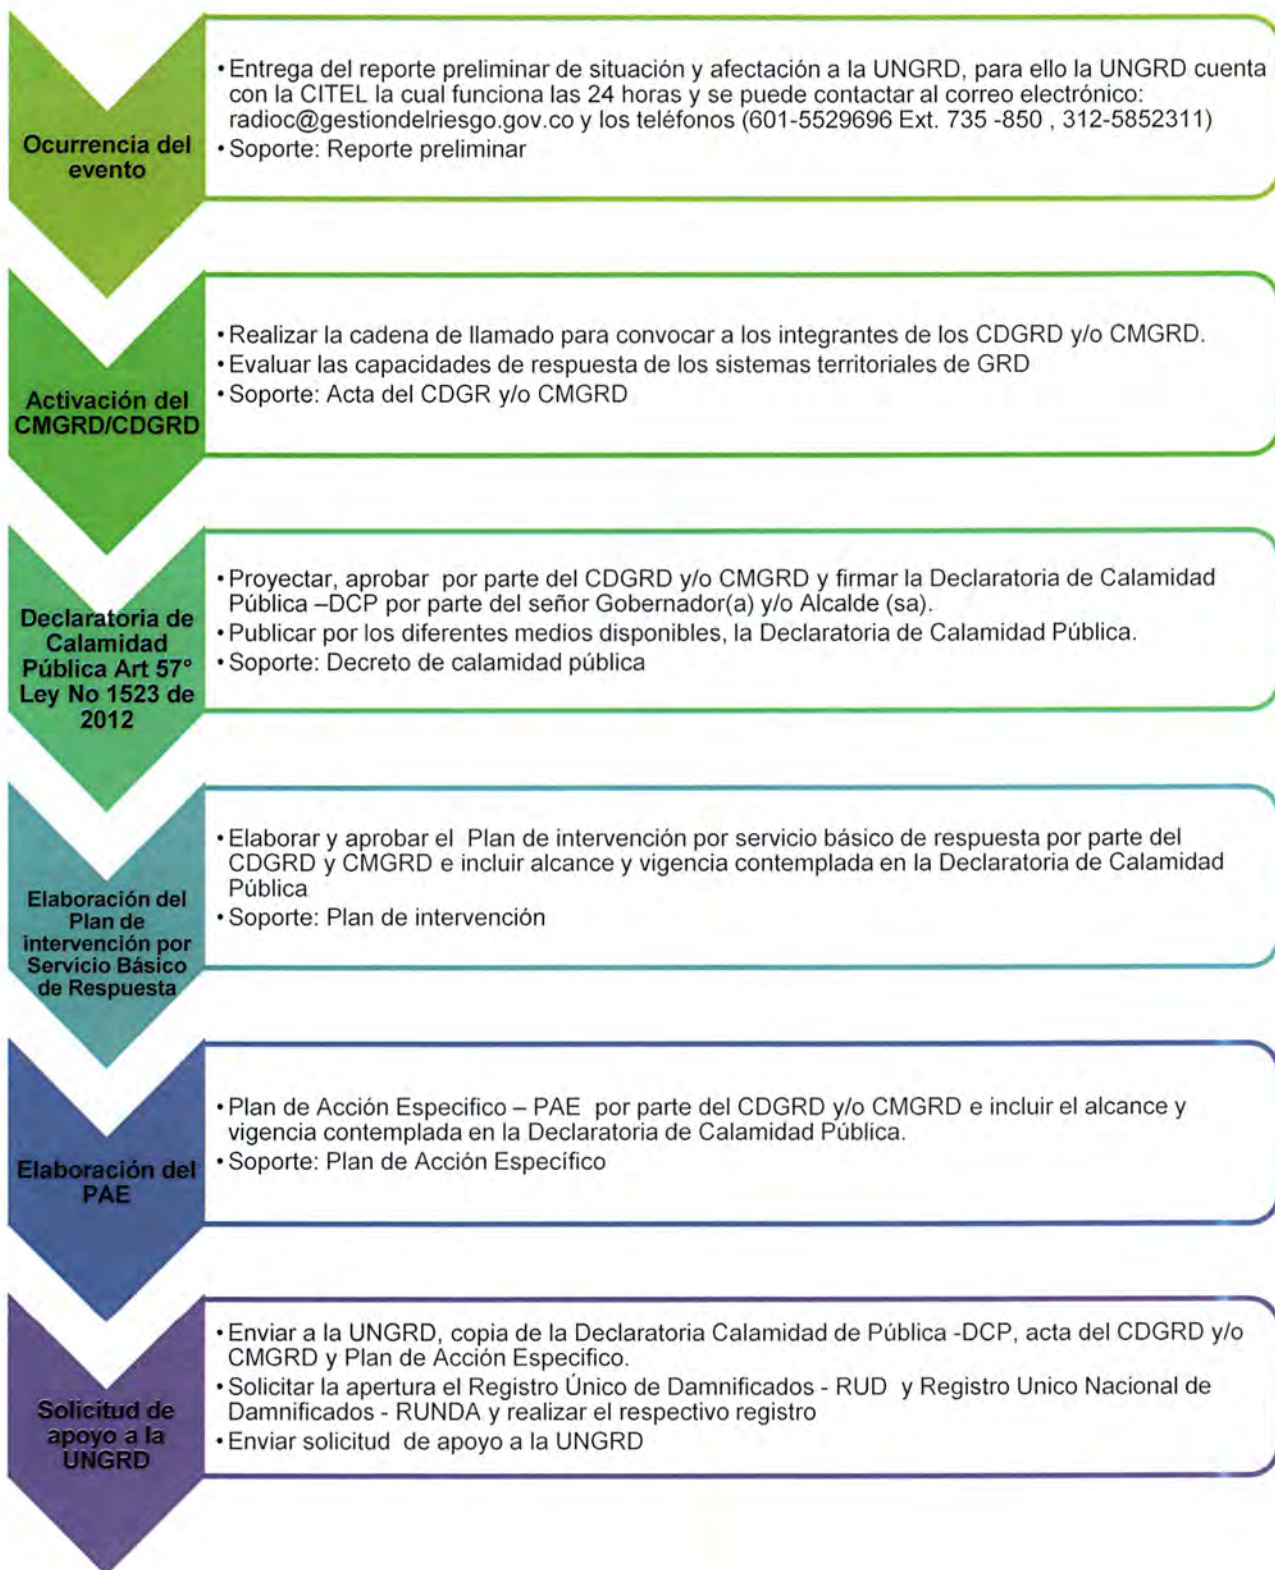 Ocurrencia del
evento
• Entrega del reporte preliminar de situación y afectación a la UNGRD, para ello la UNGRD cuenta
con la CITEL la cual funciona las 24 horas y se puede contactar al correo electrónico:
radioc@gestiondelriesgo.gov.co y los teléfonos (601-5529696 Ext. 735 -850 , 312-5852311)
• Soporte: Reporte preliminar
Activación del
CMGRD/CDGRD
• Realizar la cadena de llamado para convocar a los integrantes de los CDGRD y/o CMGRD.
• Evaluar las capacidades de respuesta de los sistemas territoriales de GRD
• Soporte: Acta del CDGR y/o CMGRD
Declaratoria de
Calamidad
Pública Art 57°
Ley No 1523 de
2012
• Proyectar, aprobar por parte del CDGRD y/o CMGRD y firmar la Declaratoria de Calamidad
Pública –DCP por parte del señor Gobernador(a) y/o Alcalde (sa).
• Publicar por los diferentes medios disponibles, la Declaratoria de Calamidad Pública.
• Soporte: Decreto de calamidad pública
Elaboración del
Plan de
intervención por
Servicio Básico
de Respuesta
• Elaborar y aprobar el Plan de intervención por servicio básico de respuesta por parte del
CDGRD y CMGRD e incluir alcance y vigencia contemplada en la Declaratoria de Calamidad
Pública
• Soporte: Plan de intervención
Elaboración del
PAE
• Plan de Acción Especifico – PAE por parte del CDGRD y/o CMGRD e incluir el alcance y
vigencia contemplada en la Declaratoria de Calamidad Pública.
• Soporte: Plan de Acción Específico
Solicitud de
apoyo a la
UNGRD
• Enviar a la UNGRD, copia de la Declaratoria Calamidad de Pública -DCP, acta del CDGRD y/o
CMGRD y Plan de Acción Especifico.
• Solicitar la apertura el Registro Único de Damnificados - RUD y Registro Unico Nacional de
Damnificados - RUNDA y realizar el respectivo registro
• Enviar solicitud de apoyo a la UNGRD